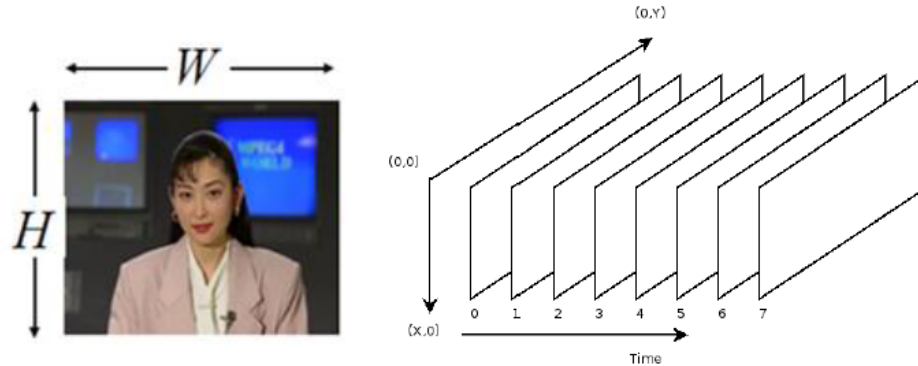 W
H
MPEG4
WORLD
(0,Y)
(0,0)
(X,0)
0 1 2 3 4 5 6 7
Time